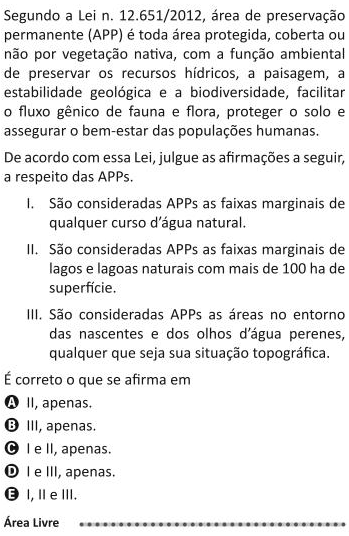 Segundo a Lei n. 12.651/2012, área de preservação
permanente (APP) é toda área protegida, coberta ou
não por vegetação nativa, com a função ambiental
de preservar os recursos hídricos, a paisagem, a
estabilidade geológica e a biodiversidade, facilitar
o fluxo gênico de fauna e flora, proteger o solo e
assegurar o bem-estar das populações humanas.
De acordo com essa Lei, julgue as afirmações a seguir,
a respeito das APPs.
I. São consideradas APPs as faixas marginais de
qualquer curso d'água natural.
II. São consideradas APPs as faixas marginais de
lagos e lagoas naturais com mais de 100 ha de
superfície.
III. São consideradas APPs as áreas no entorno
das nascentes e dos olhos d'água perenes,
qualquer que seja sua situação topográfica.
É correto o que se afirma em
A II, apenas.
B III, apenas.
C I e II, apenas.
D I e III, apenas.
E I, II e III.
Área Livre